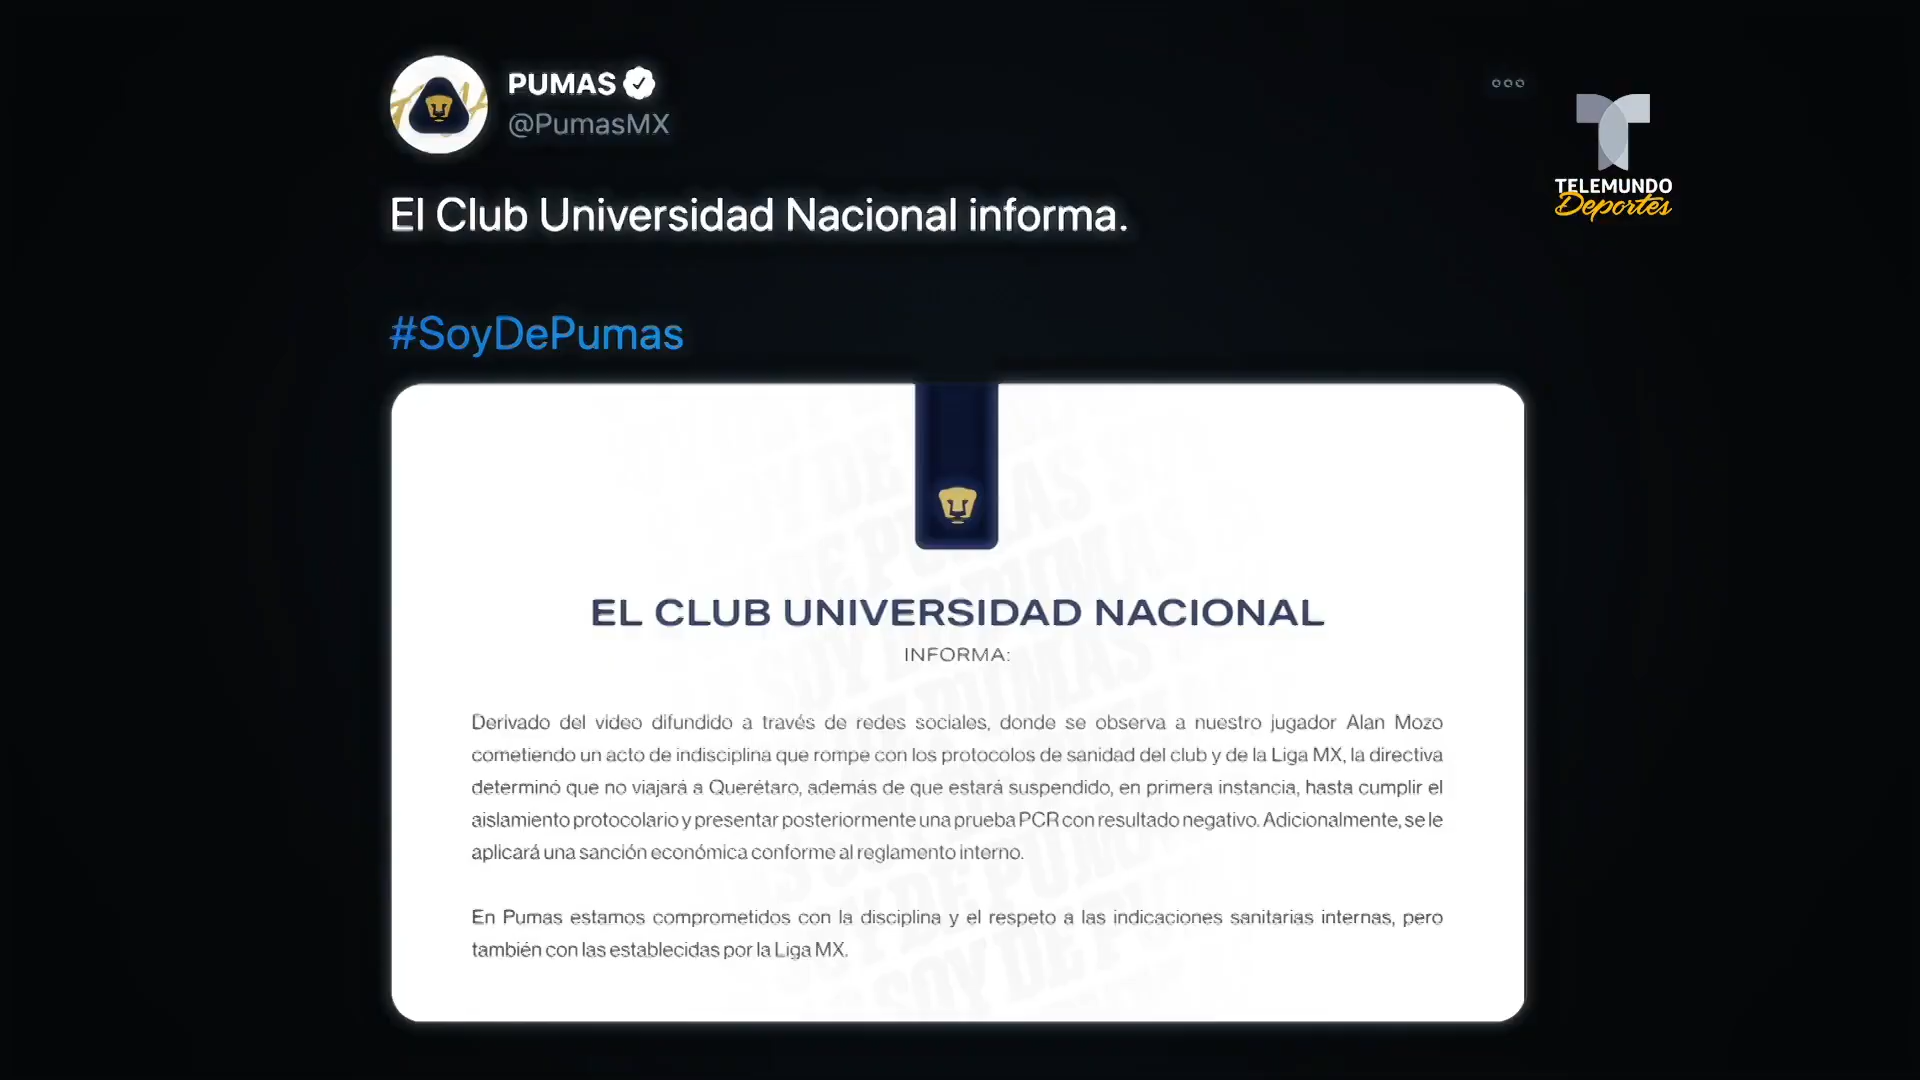 PUMAS
@PumasMX
TELEMUNDO
Deportes
El Club Universidad Nacional informa.
#SoyDePumas
EL CLUB UNIVERSIDAD NACIONAL
INFORMA:
Derivado del video difundido a través de redes sociales, donde se observa a nuestro jugador Alan Mozo
cometiendo un acto de indisciplina que rompe con los protocolos de sanidad del club y de la Liga MX, la directiva
determinó que no viajará a Querétaro, además de que estará suspendido, en primera instancia, hasta cumplir el
aislamiento protocolario y presentar posteriormente una prueba PCR con resultado negativo. Adicionalmente, se le
aplicará una sanción económica conforme al reglamento interno.
En Pumas estamos comprometidos con la disciplina y el respeto a las indicaciones sanitarias internas, pero
también con las establecidas por la Liga MX.